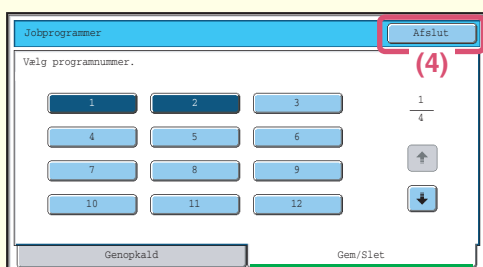 Jobprogrammer Afslut
(4)
Vælg programnummer.
1 2 3 1
4 5 6 4
7 8 9
10 11 12
Genopkald Gem/Slet